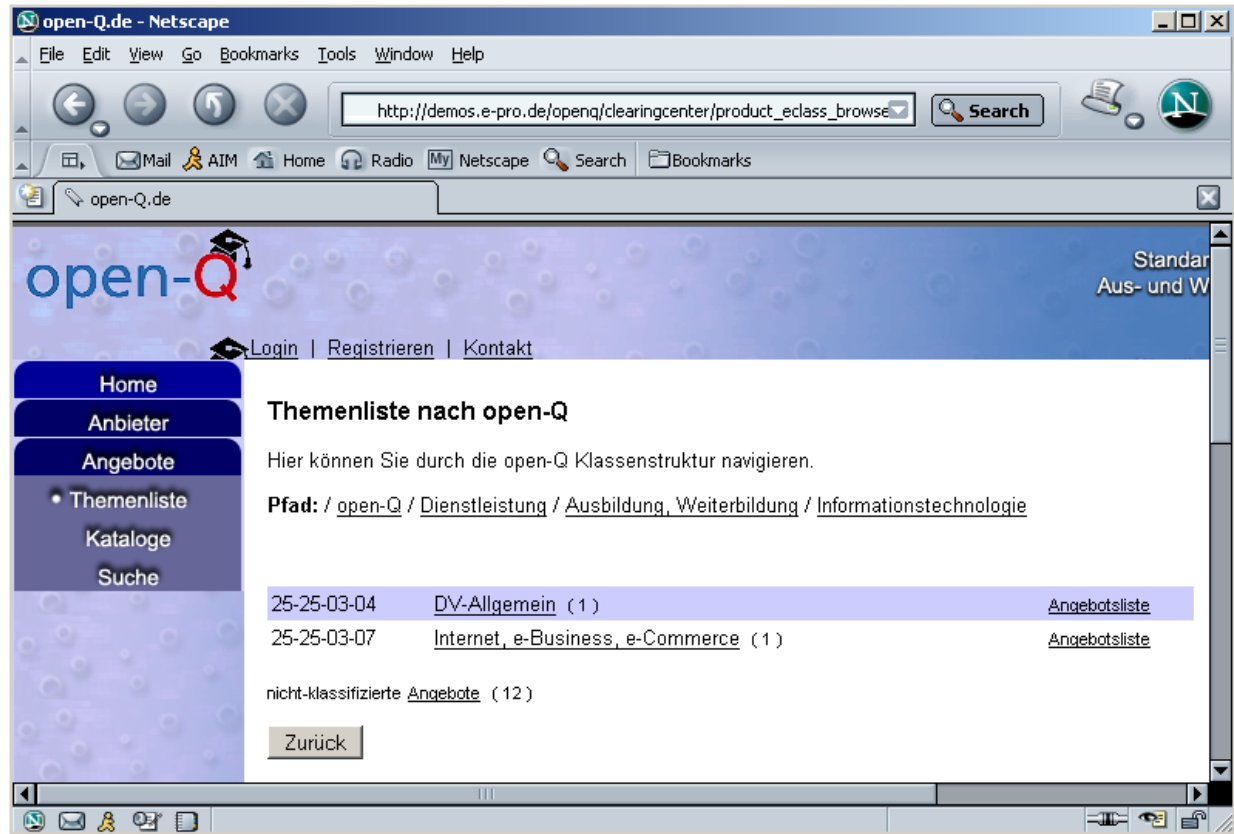 open-Q.de - Netscape
File Edit View Go Bookmarks Tools Window Help
http://demos.e-pro.de/openq/clearingcenter/product_eclass_browse
Search
N
Mail AIM Home Radio My Netscape Search Bookmarks
open-Q.de
open-Q
Standar
Aus- und W
Login | Registrieren | Kontakt
Home
Anbieter
Angebote
• Themenliste
Kataloge
Suche
Themenliste nach open-Q
Hier können Sie durch die open-Q Klassenstruktur navigieren.
Pfad: / open-Q / Dienstleistung / Ausbildung, Weiterbildung / Informationstechnologie
25-25-03-04 DV-Allgemein (1) Angebotsliste
25-25-03-07 Internet, e-Business, e-Commerce (1) Angebotsliste
nicht-klassifizierte Angebote (12)
Zurück